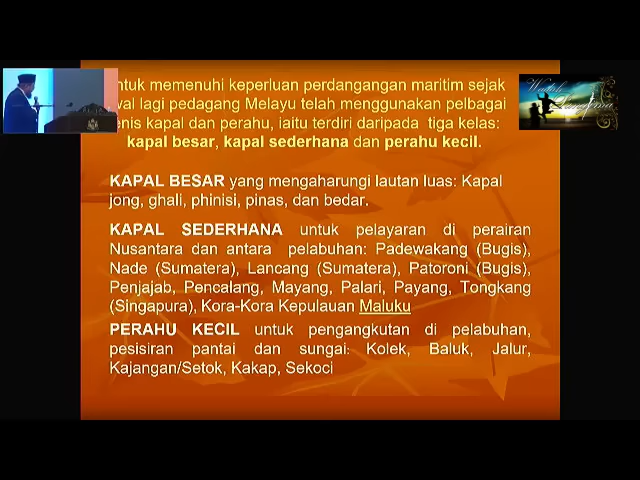 ntuk memenuhi keperluan perdangangan maritim sejak
wal lagi pedagang Melayu telah menggunakan pelbagai
enis kapal dan perahu, iaitu terdiri daripada tiga kelas:
kapal besar, kapal sederhana dan perahu kecil.
KAPAL BESAR yang mengaharungi lautan luas: Kapal
jong, ghali, phinisi, pinas, dan bedar.
KAPAL SEDERHANA untuk pelayaran di perairan
Nusantara dan antara pelabuhan: Padewakang (Bugis),
Nade (Sumatera), Lancang (Sumatera), Patoroni (Bugis),
Penjajab, Pencalang, Mayang, Palari, Payang, Tongkang
(Singapura), Kora-Kora Kepulauan Maluku
PERAHU KECIL untuk pengangkutan di pelabuhan,
pesisiran pantai dan sungai: Kolek, Baluk, Jalur,
Kajangan/Setok, Kakap, Sekoci